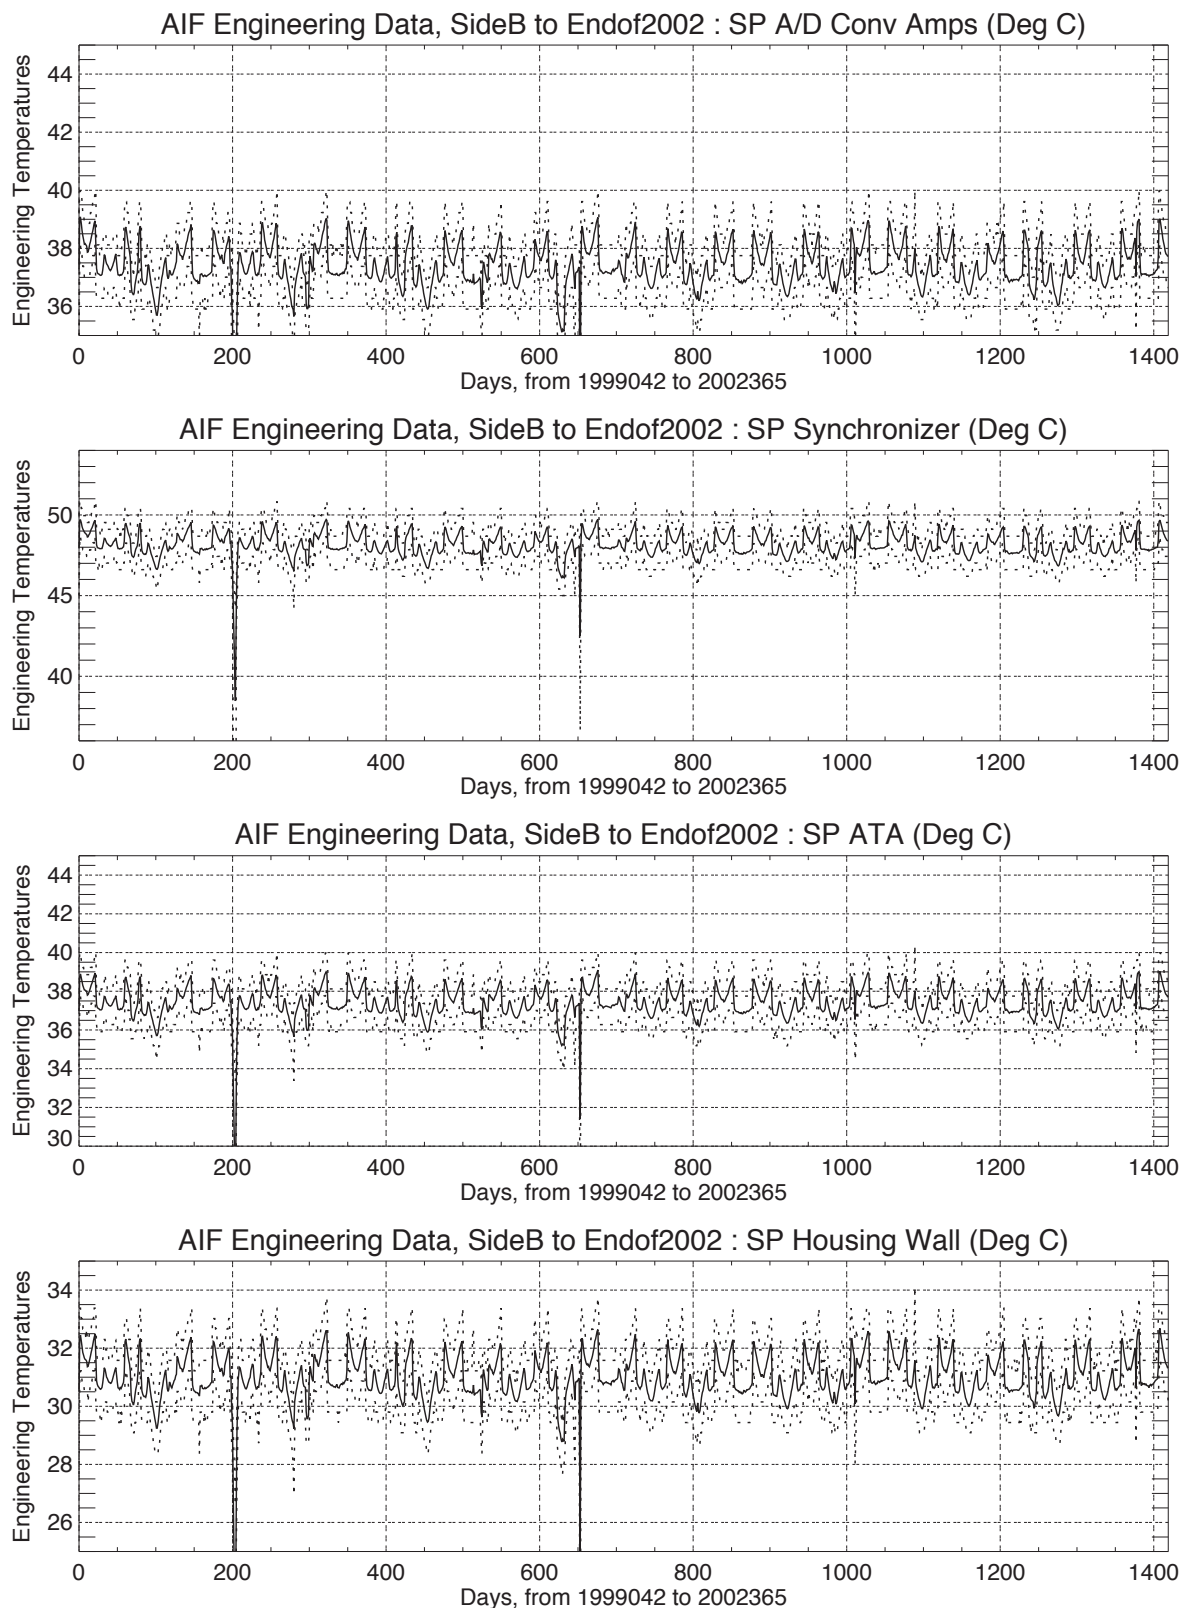 AIF Engineering Data, SideB to Endof2002 : SP A/D Conv Amps (Deg C)
Engineering Temperatures
44
42
40
38
36
0 200 400 600 800 1000 1200 1400
Days, from 1999042 to 2002365
AIF Engineering Data, SideB to Endof2002 : SP Synchronizer (Deg C)
Engineering Temperatures
50
45
40
0 200 400 600 800 1000 1200 1400
Days, from 1999042 to 2002365
AIF Engineering Data, SideB to Endof2002 : SP ATA (Deg C)
Engineering Temperatures
44
42
40
38
36
34
32
30
0 200 400 600 800 1000 1200 1400
Days, from 1999042 to 2002365
AIF Engineering Data, SideB to Endof2002 : SP Housing Wall (Deg C)
Engineering Temperatures
34
32
30
28
26
0 200 400 600 800 1000 1200 1400
Days, from 1999042 to 2002365